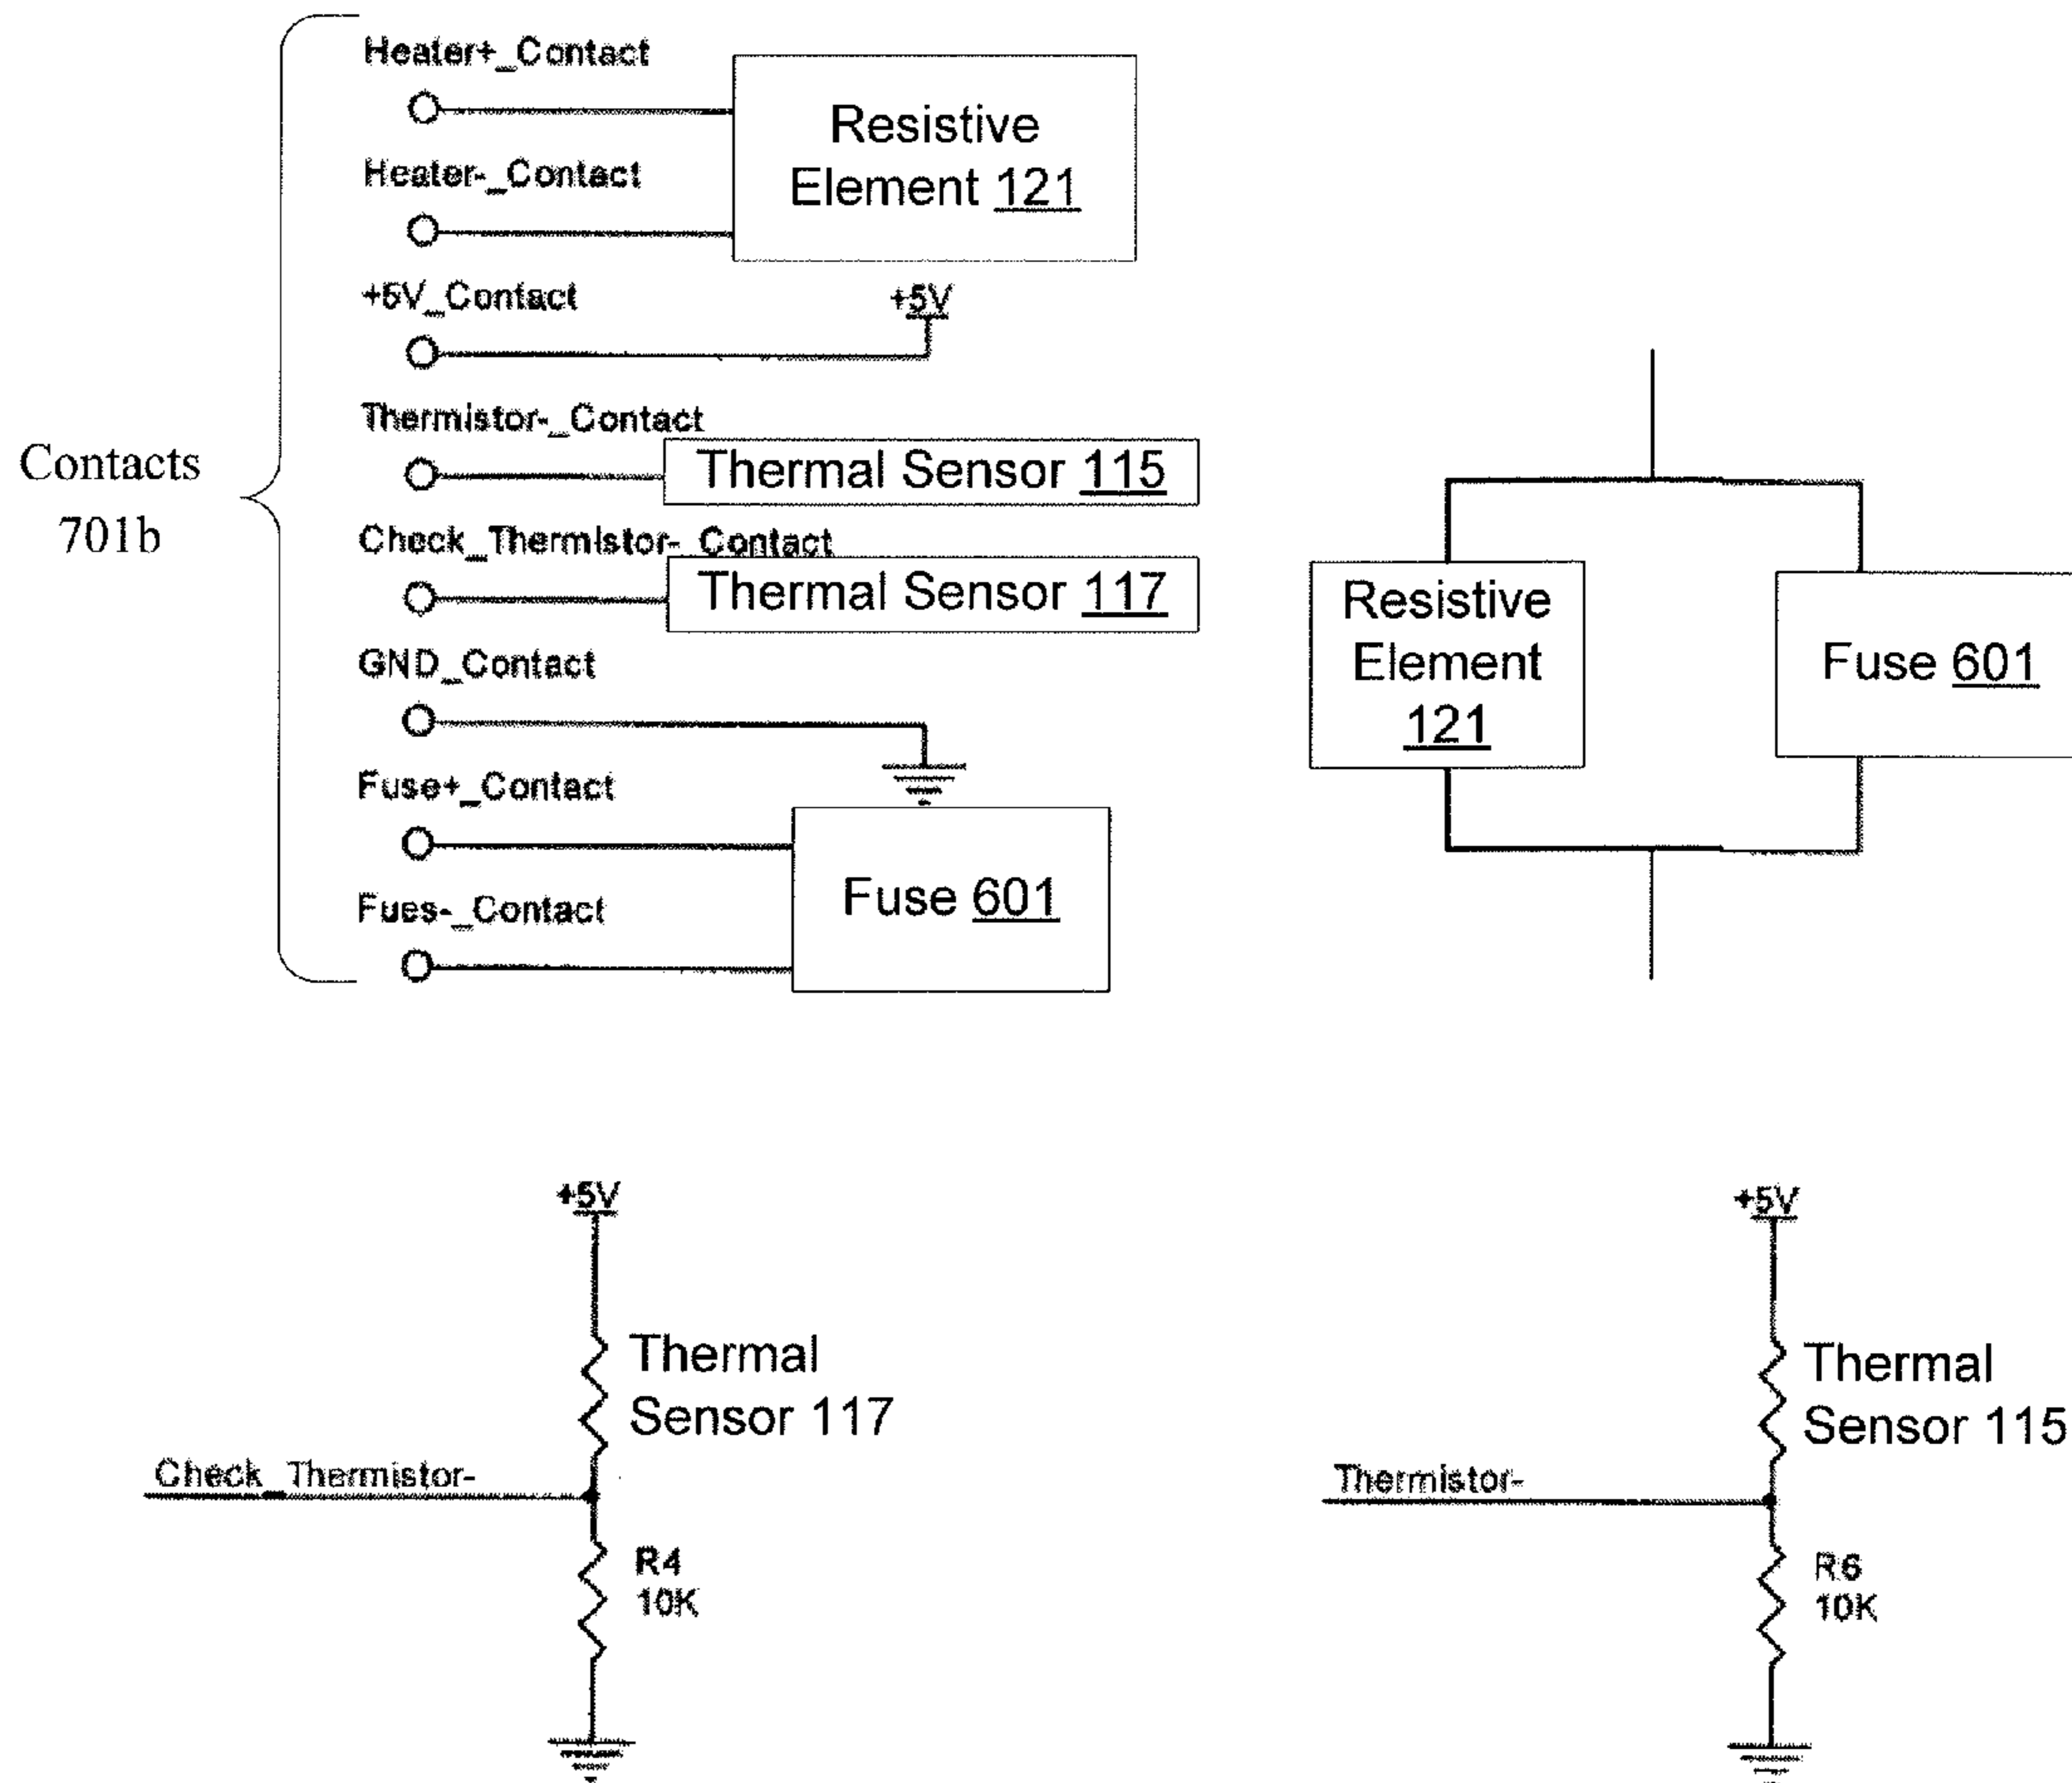 Heater+_Contact
Resistive
Element 121
Heater-_Contact
+5V_Contact
+5V
Thermistor-_Contact
Thermal Sensor 115
Contacts
701b
Check_Thermistor-_Contact
Thermal Sensor 117
GND_Contact
Fuse+_Contact
Fuse 601
Fues-_Contact
Resistive
Element
121
Fuse 601
+5V
Thermal
Sensor 117
Check_Thermistor-
R4
10K
+5V
Thermal
Sensor 115
Thermistor-
R6
10K